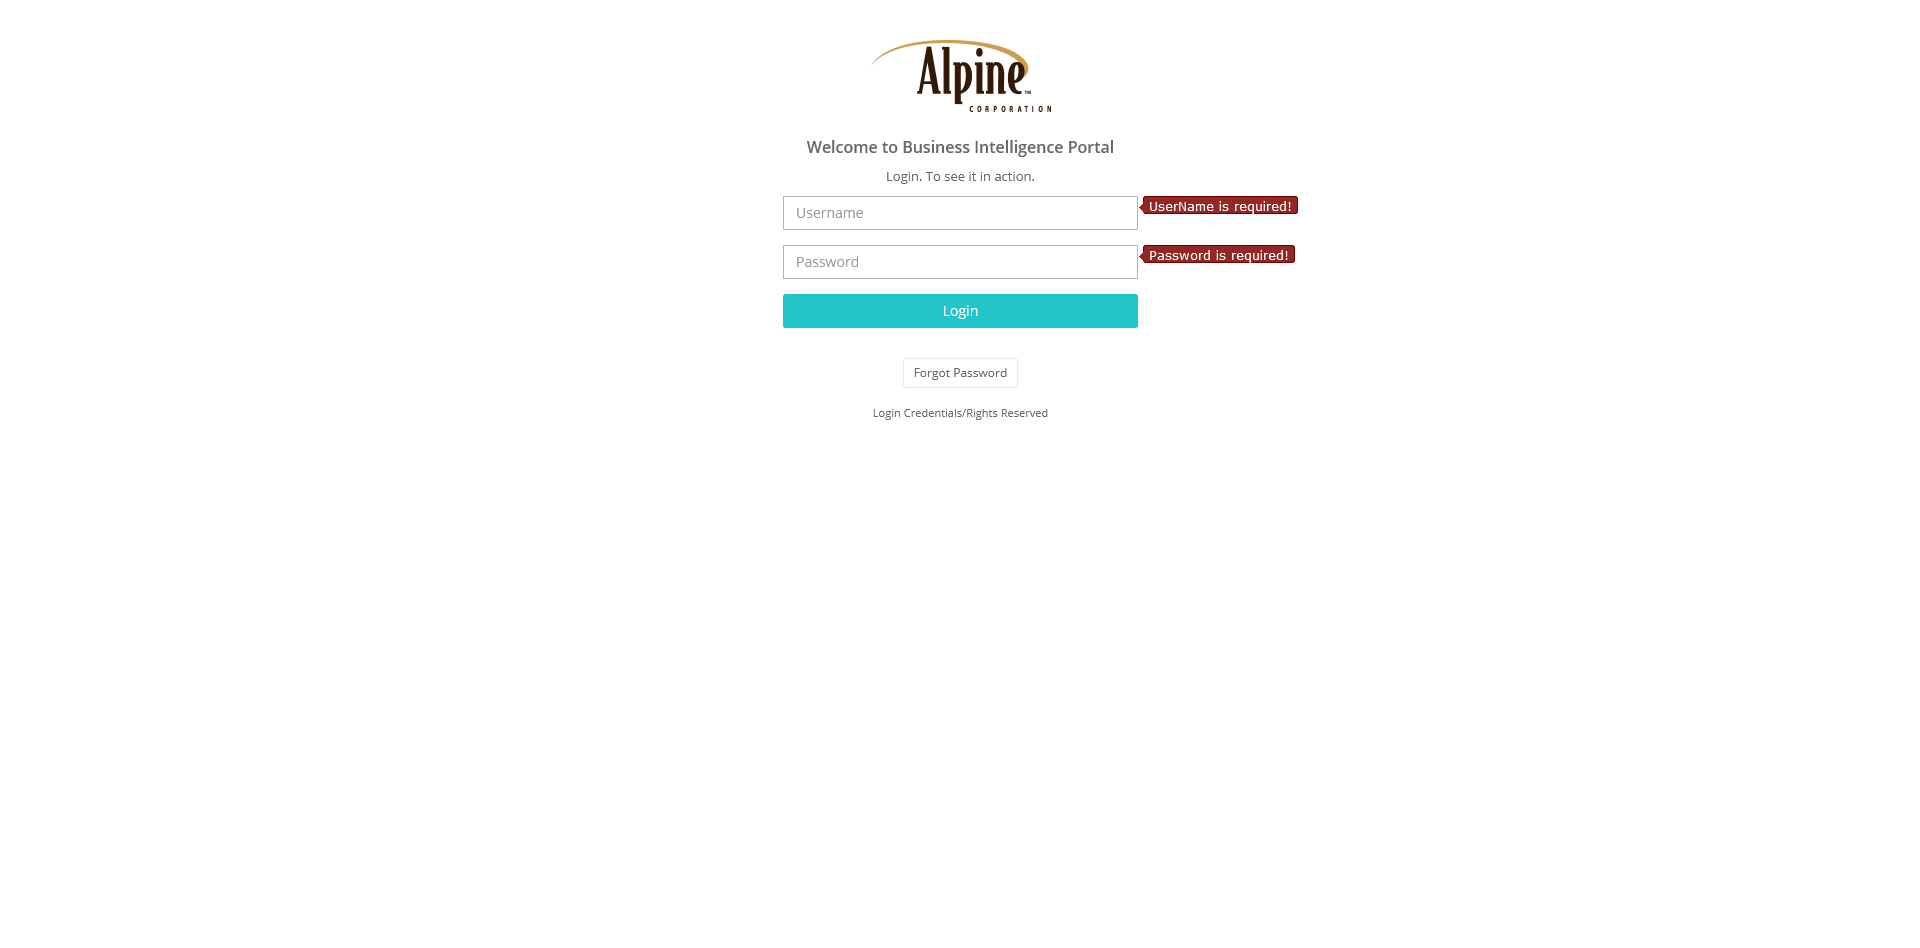 Alpine™
CORPORATION
Welcome to Business Intelligence Portal
Login. To see it in action.
Username
UserName is required!
Password
Password is required!
Login
Forgot Password
Login Credentials/Rights Reserved